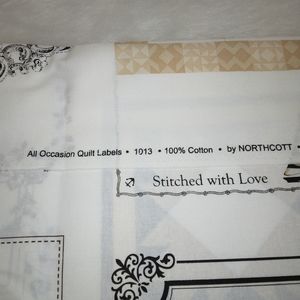 All Occasion Quilt Labels • 1013 • 100% Cotton • by NORTHCOTT •
Stitched with Love